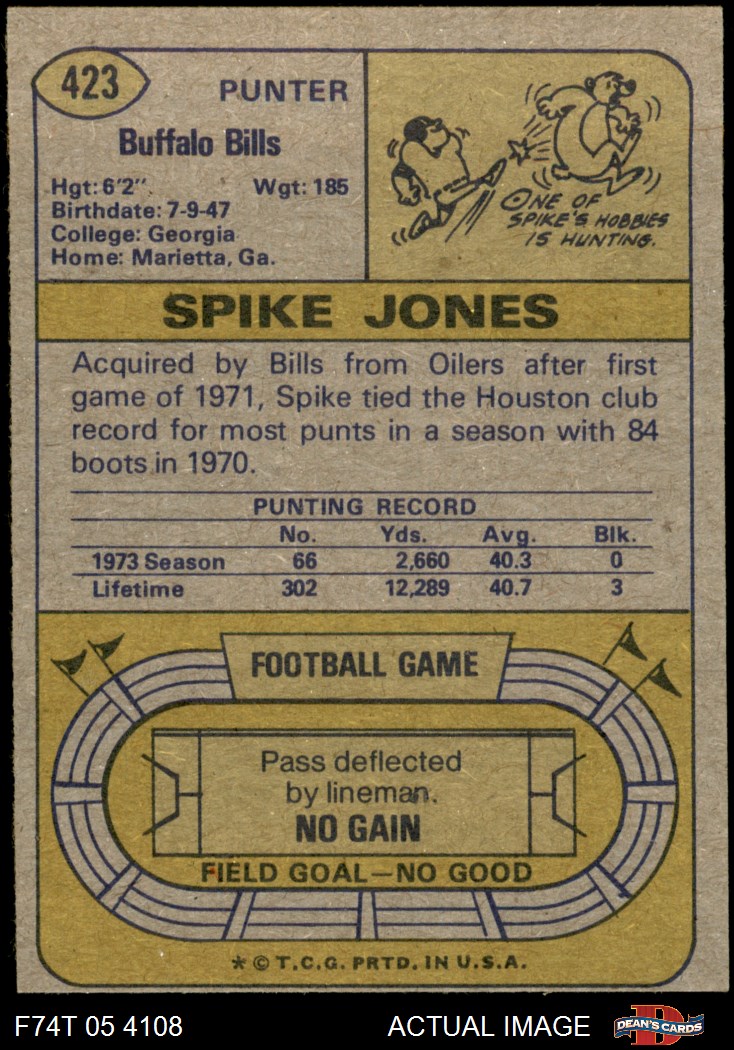 423
PUNTER
Buffalo Bills
Hgt: 6'2" Wgt: 185
Birthdate: 7-9-47
College: Georgia
Home: Marietta, Ga.
ONE OF
SPIKE'S HOBBIES
IS HUNTING.
SPIKE JONES
Acquired by Bills from Oilers after first
game of 1971, Spike tied the Houston club
record for most punts in a season with 84
boots in 1970.
PUNTING RECORD
No. Yds. Avg. Blk.
1973 Season 66 2,660 40.3 0
Lifetime 302 12,289 40.7 3
FOOTBALL GAME
Pass deflected
by lineman.
NO GAIN
FIELD GOAL—NO GOOD
* © T.C.G. PRTD. IN U.S.A.
F74T 05 4108 ACTUAL IMAGE
D
DEAN'S CARDS